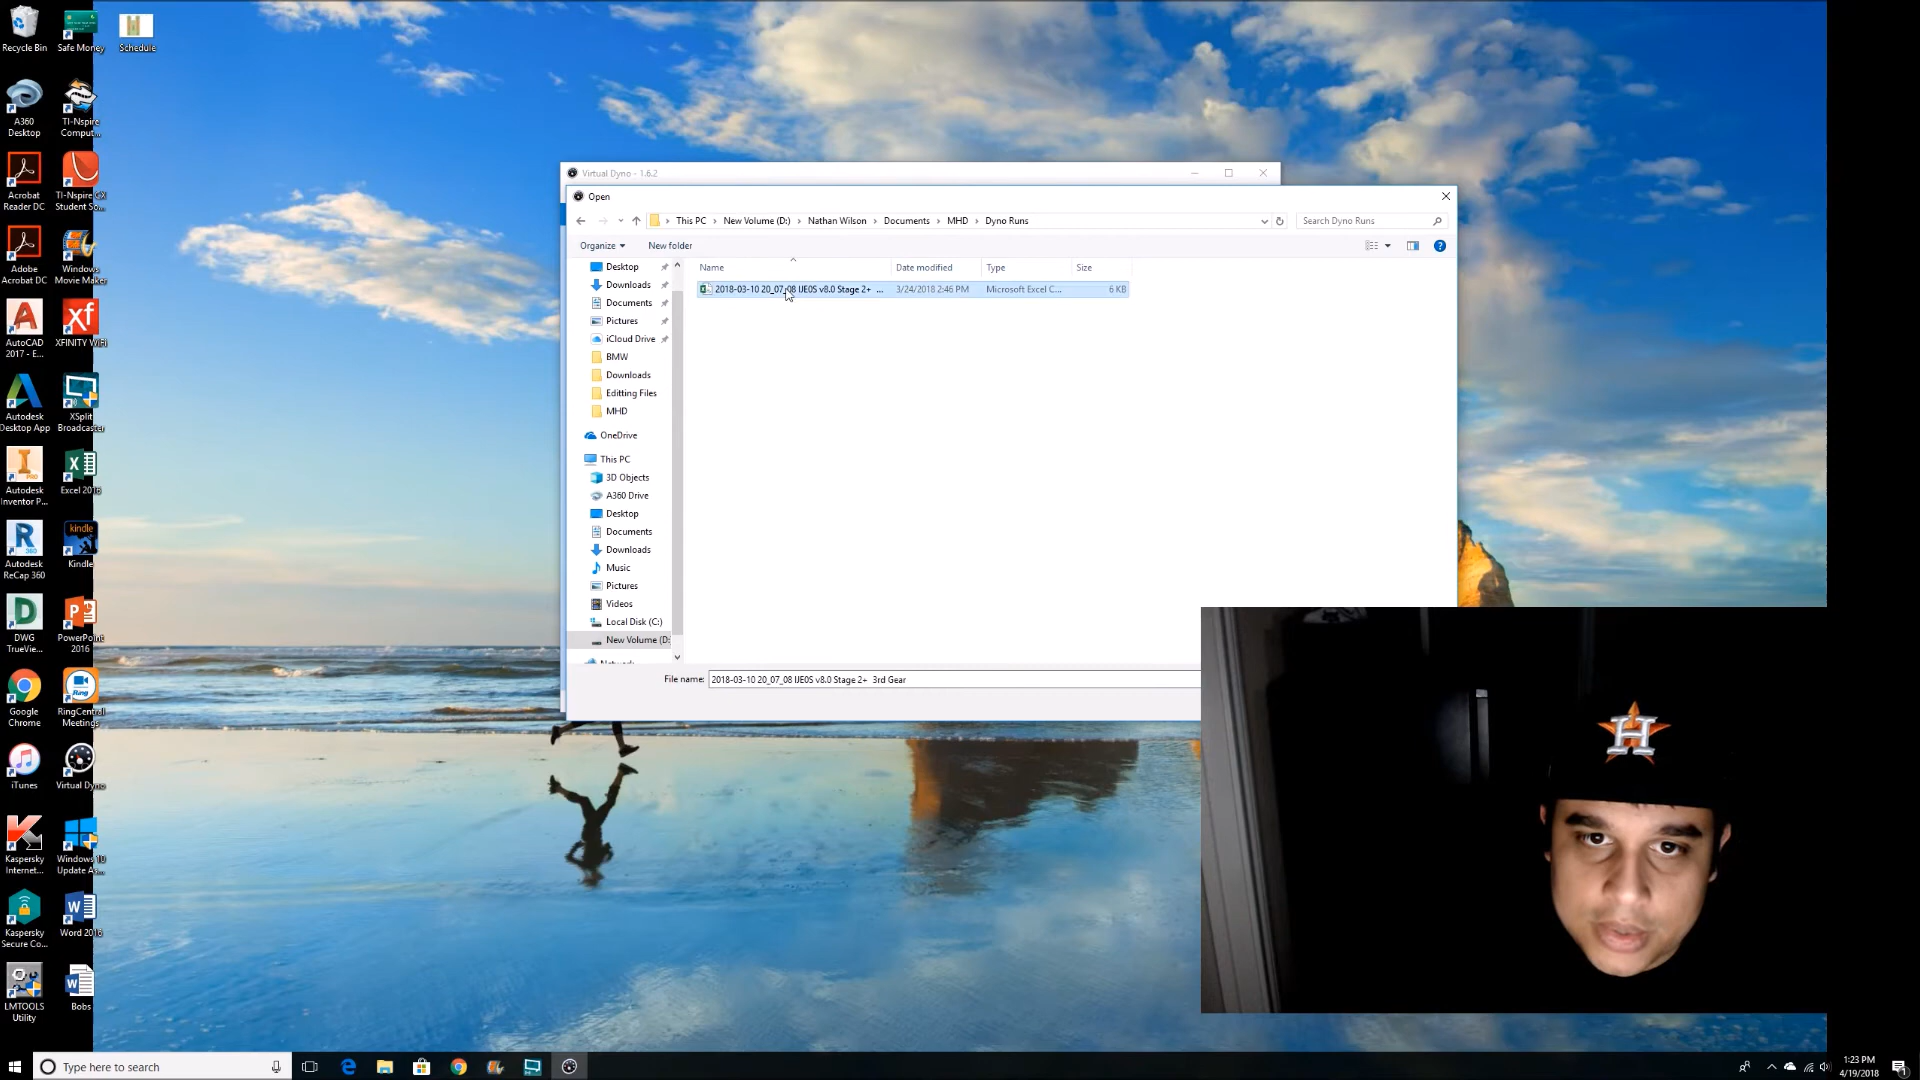 Recycle Bin
Safe Money
Schedule
A360
Desktop
TI-Nspire
Comput...
Acrobat
Reader DC
TI-Nspire CX
Student So...
Adobe
Acrobat DC
Windows
Movie Maker
AutoCAD
2017 - E...
XFINITY WiFi
Autodesk
Desktop App
XSplit
Broadcaster
Autodesk
Inventor P...
Excel 2016
Autodesk
ReCap 360
kindle
Kindle
DWG
TrueView...
PowerPoint
2016
Google
Chrome
Ring
RingCentral
Meetings
iTunes
Virtual Dyno
Kaspersky
Internet...
Windows 10
Update As...
Kaspersky
Secure Co...
Word 2016
LMTOOLS
Utility
Bobs
Virtual Dyno - 1.6.2
Open
This PC > New Volume (D:) > Nathan Wilson > Documents > MHD > Dyno Runs
Search Dyno Runs
Organize
New folder
Desktop
Downloads
Documents
Pictures
iCloud Drive
BMW
Downloads
Editting Files
MHD
OneDrive
This PC
3D Objects
A360 Drive
Desktop
Documents
Downloads
Music
Pictures
Videos
Local Disk (C:)
New Volume (D:
Name Date modified Type Size
2018-03-10 20_07_08 IJE0S v8.0 Stage 2+ ... 3/24/2018 2:46 PM Microsoft Excel C... 6 KB
File name: 2018-03-10 20_07_08 IJE0S v8.0 Stage 2+ 3rd Gear
H
Type here to search
1:23 PM
4/19/2018